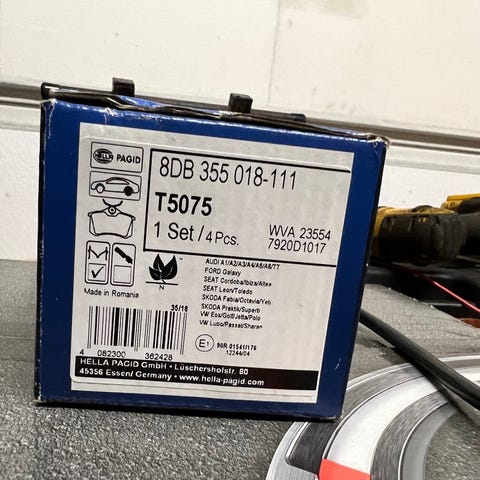 HELLA PAGID
8DB 355 018-111
T5075
1 Set / 4 Pcs.
WVA 23554
7920D1017
AUDI A1/A2/A3/A4/A6/A8/TT
FORD Galaxy
SEAT Cordoba/Ibiza/Altea
SEAT Leon/Toledo
SKODA Fabia/Octavia/Yeti
SKODA Praktik/Superb
VW Eos/Golf/Jetta/Polo
VW Lupo/Passat/Sharan
N
Made in Romania
35/16
E1
90R-01541/176
12244/04
4 082300 362428
HELLA PAGID GmbH • Lüschershofstr. 80
45356 Essen/ Germany • www.hella-pagid.com